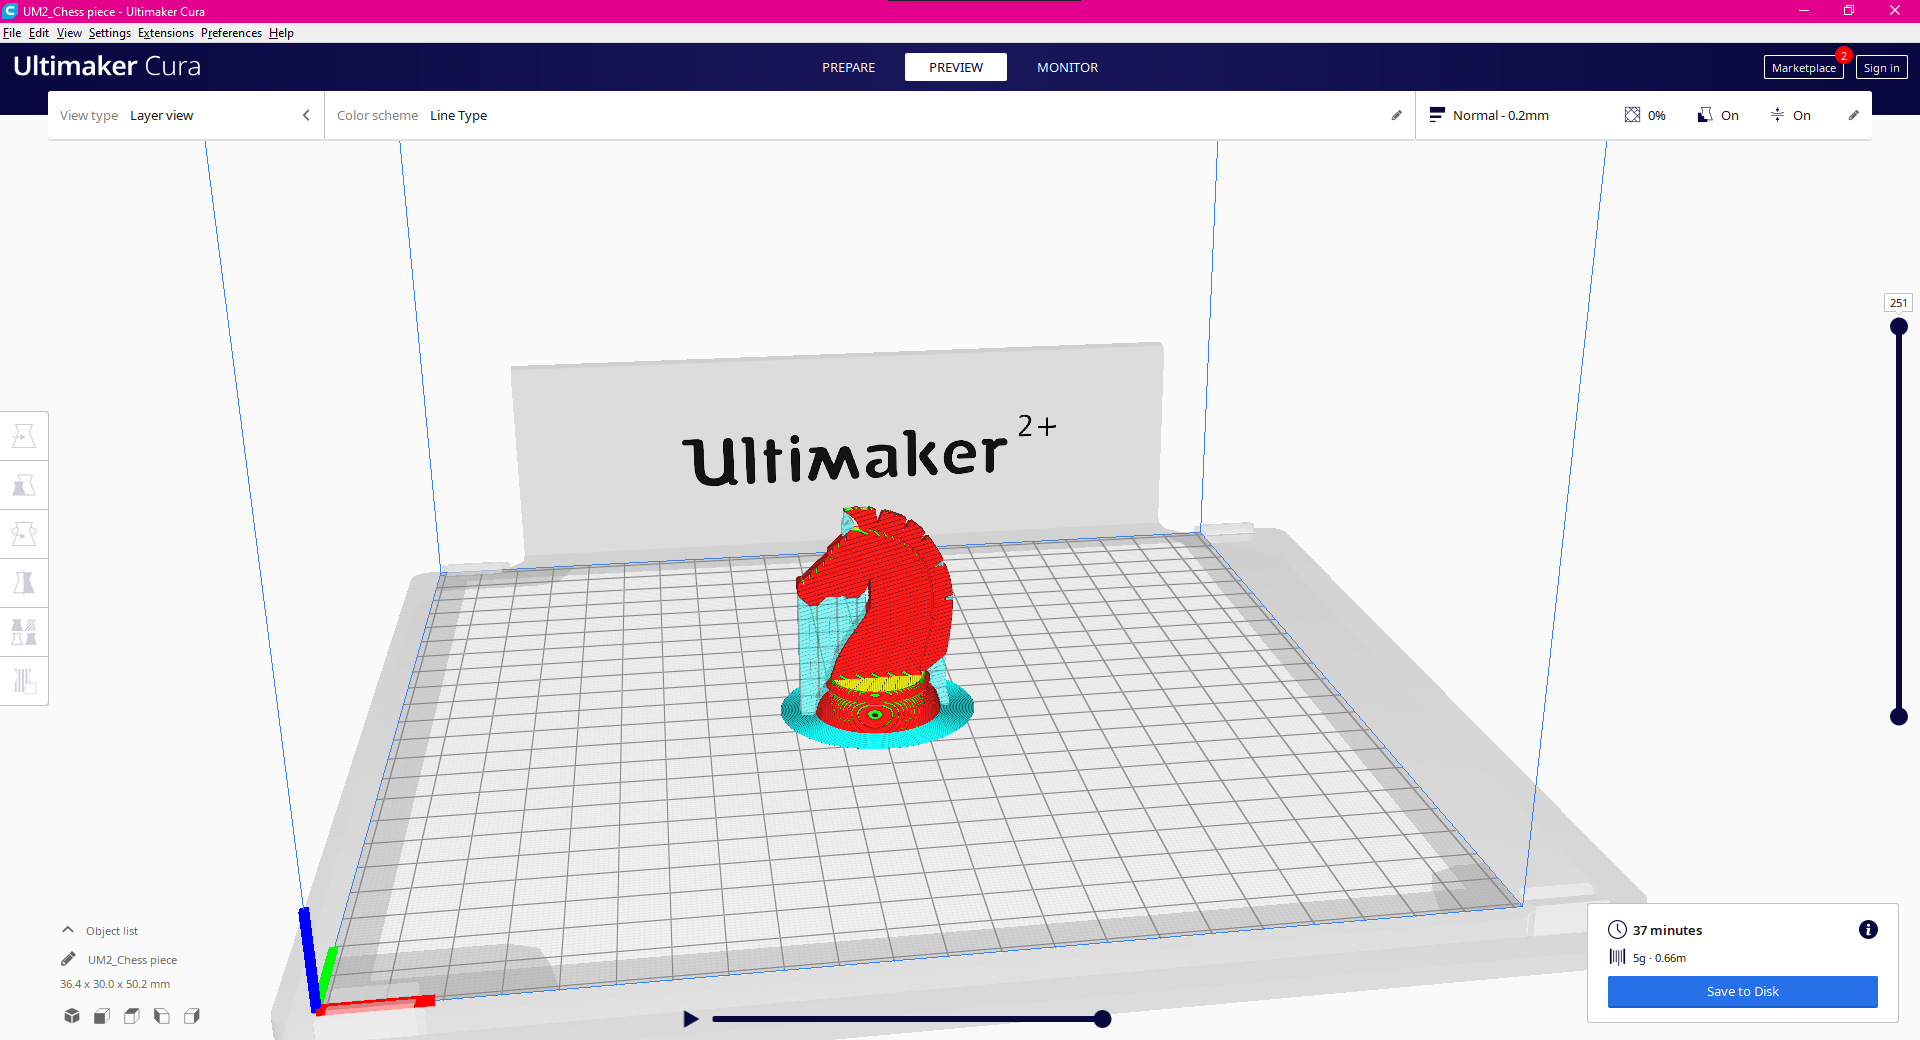 UM2_Chess piece - Ultimaker Cura
File Edit View Settings Extensions Preferences Help
Ultimaker Cura
PREPARE PREVIEW MONITOR
Marketplace 2 Sign in
View type Layer view
Color scheme Line Type
Normal - 0.2mm 0% On On
251
Ultimaker 2+
Object list
UM2_Chess piece
36.4 x 30.0 x 50.2 mm
37 minutes
5g · 0.66m
Save to Disk